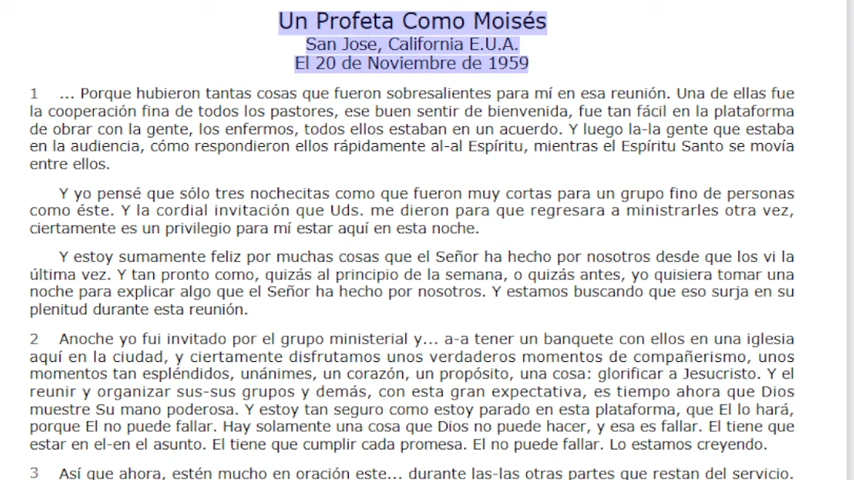 Un Profeta Como Moisés
San Jose, California E.U.A.
El 20 de Noviembre de 1959
1 ... Porque hubieron tantas cosas que fueron sobresalientes para mí en esa reunión. Una de ellas fue
la cooperación fina de todos los pastores, ese buen sentir de bienvenida, fue tan fácil en la plataforma
de obrar con la gente, los enfermos, todos ellos estaban en un acuerdo. Y luego la-la gente que estaba
en la audiencia, cómo respondieron ellos rápidamente al-al Espíritu, mientras el Espíritu Santo se movía
entre ellos.
Y yo pensé que sólo tres nochecitas como que fueron muy cortas para un grupo fino de personas
como éste. Y la cordial invitación que Uds. me dieron para que regresara a ministrarles otra vez,
ciertamente es un privilegio para mí estar aquí en esta noche.
Y estoy sumamente feliz por muchas cosas que el Señor ha hecho por nosotros desde que los vi la
última vez. Y tan pronto como, quizás al principio de la semana, o quizás antes, yo quisiera tomar una
noche para explicar algo que el Señor ha hecho por nosotros. Y estamos buscando que eso surja en su
plenitud durante esta reunión.
2 Anoche yo fui invitado por el grupo ministerial y... a-a tener un banquete con ellos en una iglesia
aquí en la ciudad, y ciertamente disfrutamos unos verdaderos momentos de compañerismo, unos
momentos tan espléndidos, unánimes, un corazón, un propósito, una cosa: glorificar a Jesucristo. Y el
reunir y organizar sus-sus grupos y demás, con esta gran expectativa, es tiempo ahora que Dios
muestre Su mano poderosa. Y estoy tan seguro como estoy parado en esta plataforma, que El lo hará,
porque El no puede fallar. Hay solamente una cosa que Dios no puede hacer, y esa es fallar. El tiene que
estar en el-en el asunto. El tiene que cumplir cada promesa. El no puede fallar. Lo estamos creyendo.
3 Así que ahora, estén mucho en oración este... durante las-las otras partes que restan del servicio.